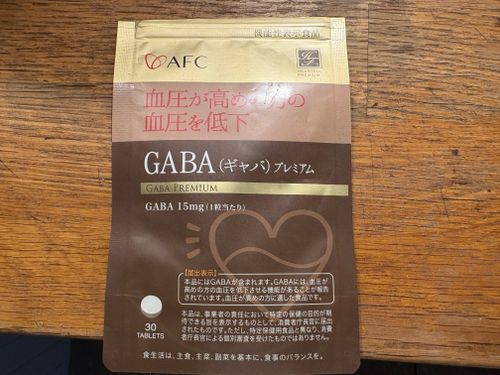 機能性表示食品
AFC
血圧が高めの方の
血圧を低下
GABA(ギャバ)プレミアム
GABA PREMIUM
GABA 15mg(1粒当たり)
【届出表示】
本品にはGABAが含まれます。GABAには、血圧が
高めの方の血圧を低下させる機能があることが報告
されています。血圧が高めの方に適した食品です。
30
TABLETS
本品は、事業者の責任において特定の保健の目的が期
待できる旨を表示するものとして、消費者庁長官に届出
されたものです。ただし、特定保健用食品と異なり、消費
者庁長官による個別審査を受けたものではありません。
食生活は、主食、主菜、副菜を基本に、食事のバランスを。